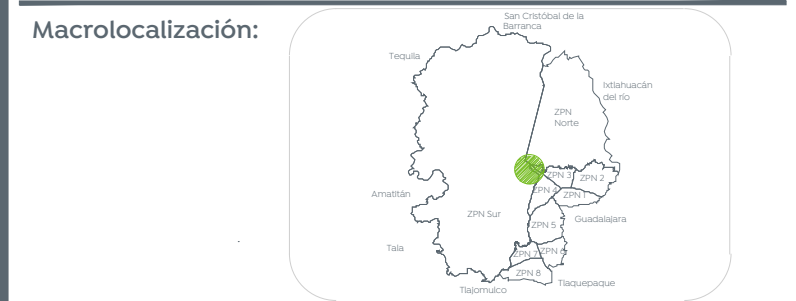 Macrolocalización:
San Cristóbal de la
Barranca
Tequila
Ixtlahuacán
del río
ZPN
Norte
ZPN 3
ZPN 2
ZPN 4
ZPN 1
Amatitán
ZPN Sur
Guadalajara
ZPN 5
Tala
ZPN 7
ZPN 6
ZPN 8
Tlajomulco
Tlaquepaque